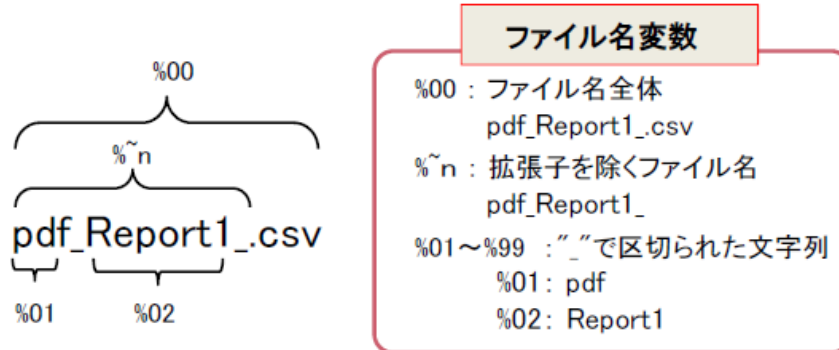 %00
%~n
pdf_Report1_.csv
%01
%02
ファイル名変数
%00 : ファイル名全体
pdf_Report1_.csv
%~n : 拡張子を除くファイル名
pdf_Report1_
%01～%99 :"_"で区切られた文字列
%01: pdf
%02: Report1